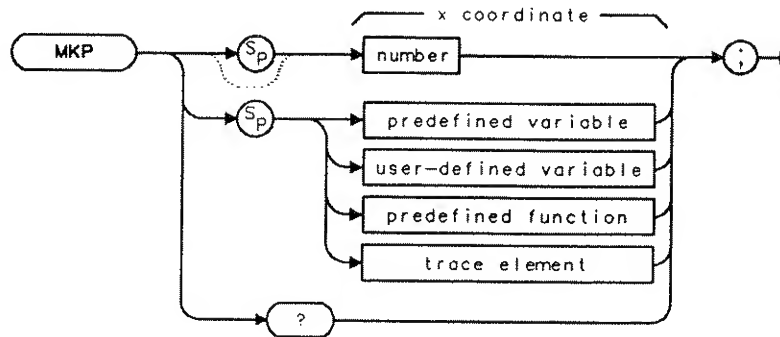 x coordinate
MKP
Sp
number
;
Sp
predefined variable
user-defined variable
predefined function
trace element
?